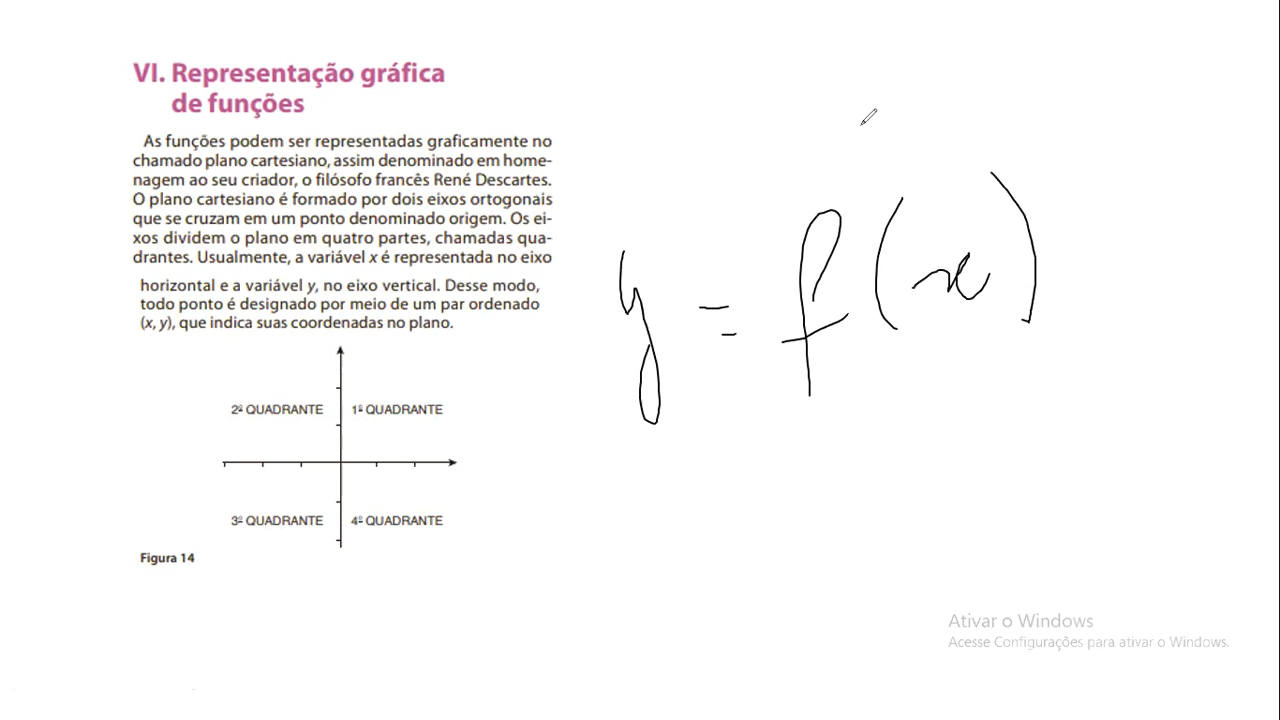 VI. Representação gráfica
de funções
As funções podem ser representadas graficamente no
chamado plano cartesiano, assim denominado em home-
nagem ao seu criador, o filósofo francês René Descartes.
O plano cartesiano é formado por dois eixos ortogonais
que se cruzam em um ponto denominado origem. Os ei-
xos dividem o plano em quatro partes, chamadas qua-
drantes. Usualmente, a variável x é representada no eixo
horizontal e a variável y, no eixo vertical. Desse modo,
todo ponto é designado por meio de um par ordenado
(x, y), que indica suas coordenadas no plano.
2º QUADRANTE 1º QUADRANTE
3º QUADRANTE 4º QUADRANTE
Figura 14
y = f(x)
Ativar o Windows
Acesse Configurações para ativar o Windows.